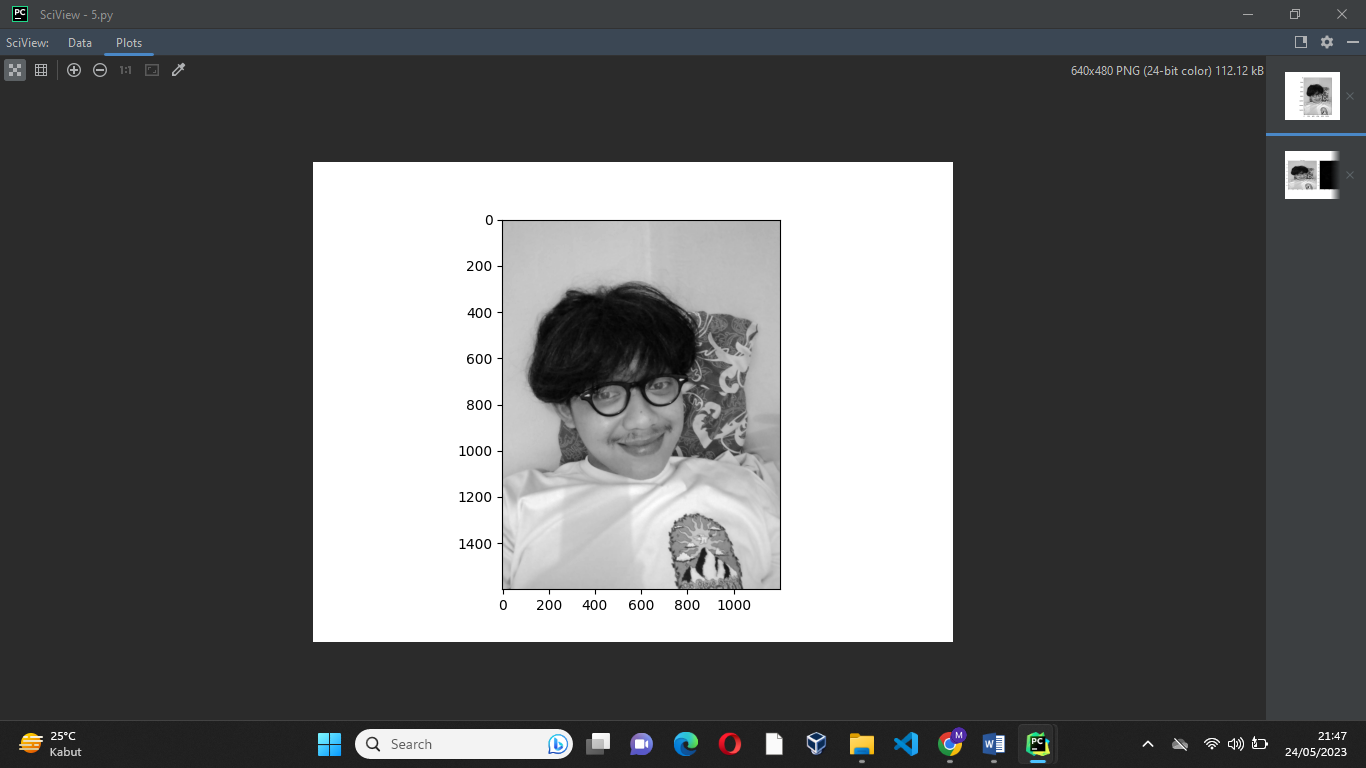 PC SciView - 5.py
SciView: Data Plots
1:1 640x480 PNG (24-bit color) 112.12 kB
0
200
400
600
800
1000
1200
1400
0 200 400 600 800 1000
25°C
Kabut
Search
M
W
PC
21:47
24/05/2023